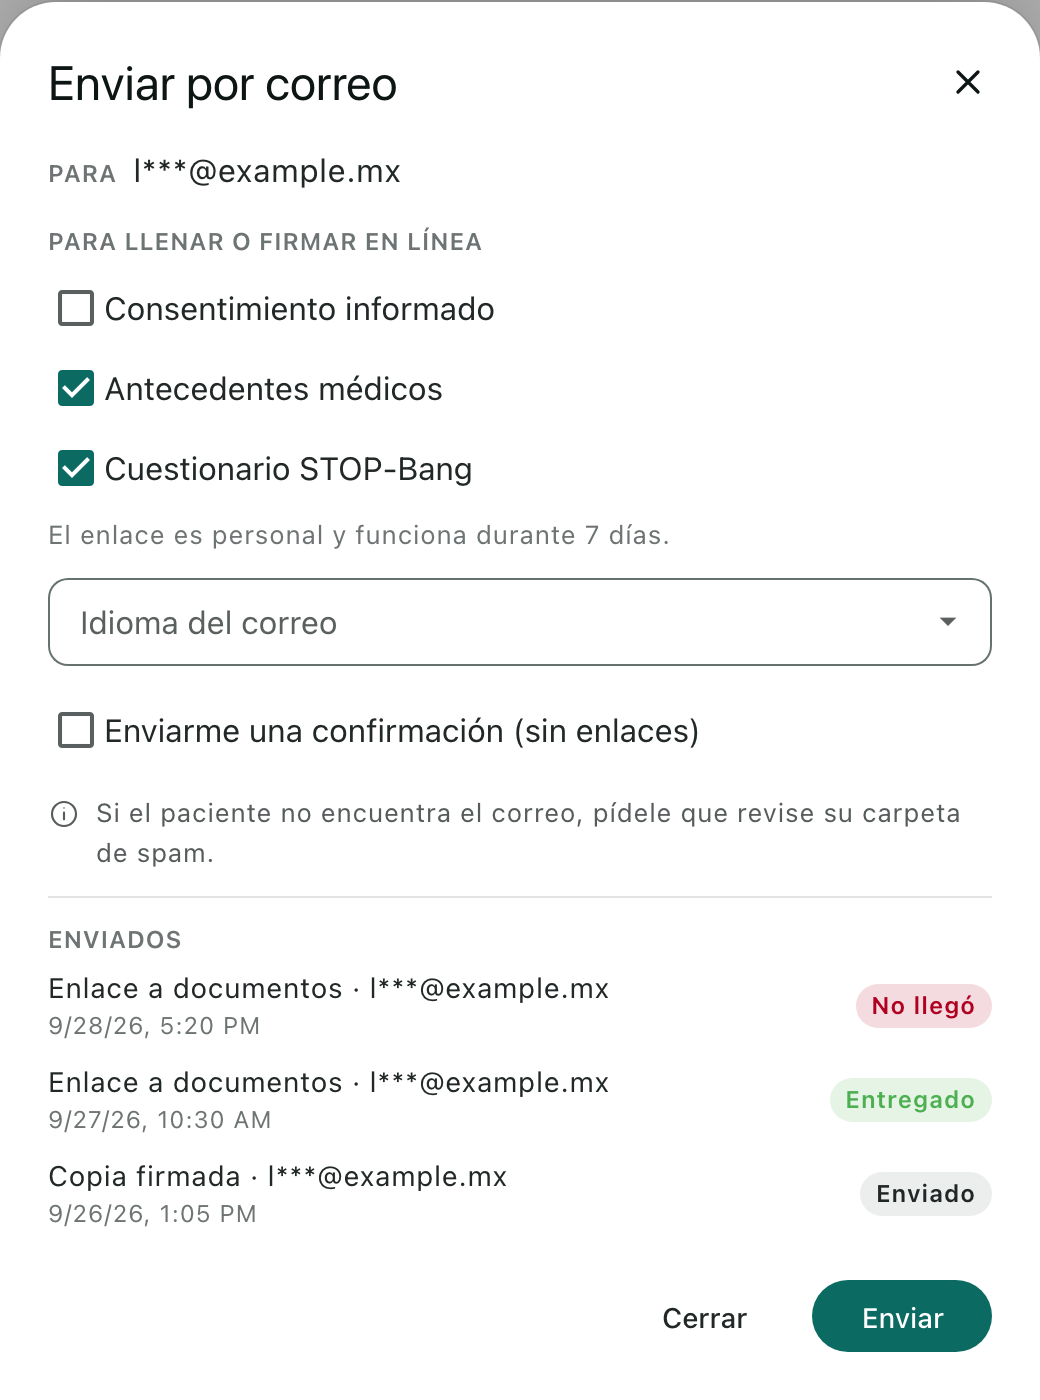 Enviar por correo
PARA l***@example.mx
PARA LLENAR O FIRMAR EN LÍNEA
Consentimiento informado
Antecedentes médicos
Cuestionario STOP-Bang
El enlace es personal y funciona durante 7 días.
Idioma del correo
Enviarme una confirmación (sin enlaces)
Si el paciente no encuentra el correo, pídele que revise su carpeta
de spam.
ENVIADOS
Enlace a documentos · l***@example.mx
9/28/26, 5:20 PM
No llegó
Enlace a documentos · l***@example.mx
9/27/26, 10:30 AM
Entregado
Copia firmada · l***@example.mx
9/26/26, 1:05 PM
Enviado
Cerrar
Enviar